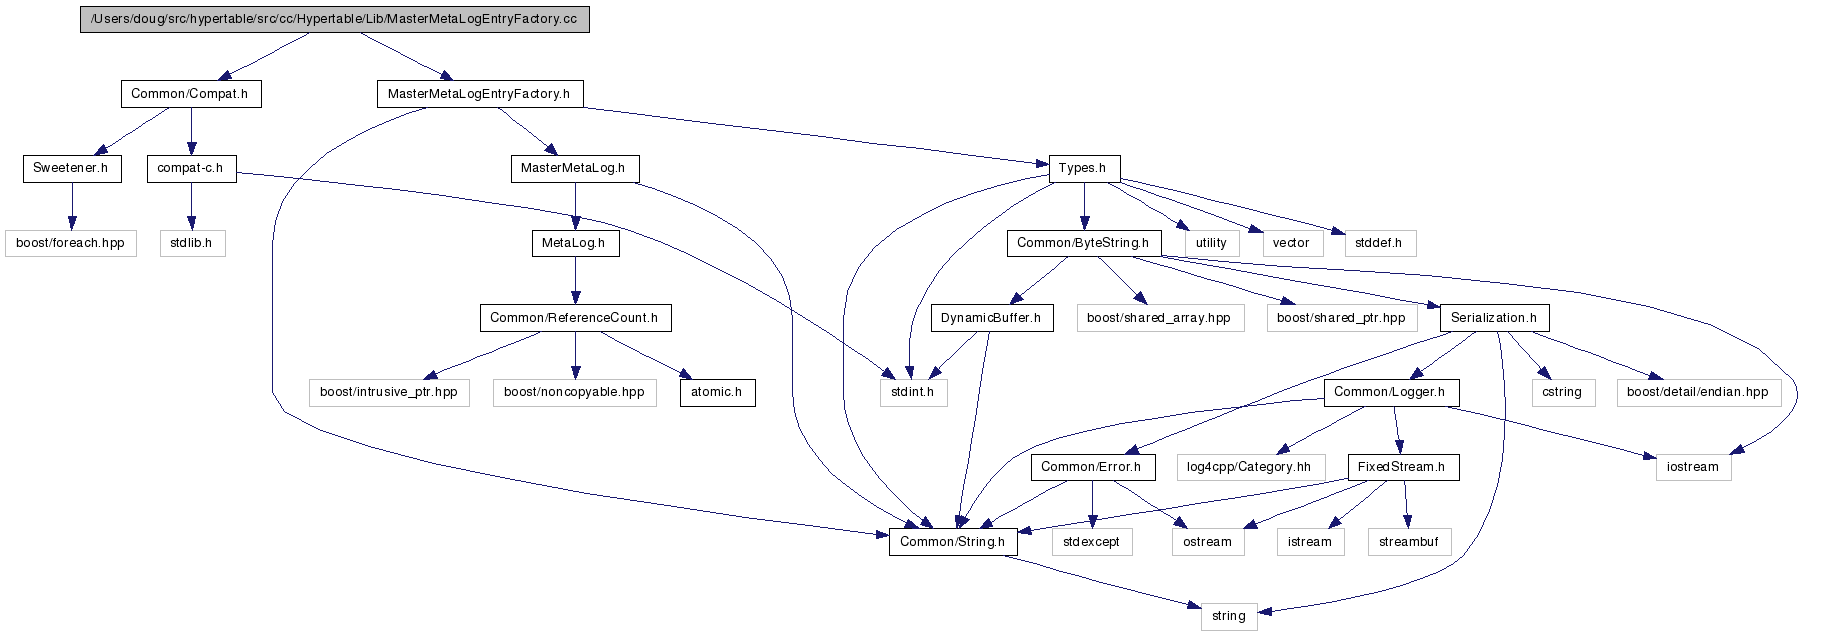 /Users/doug/src/hypertable/src/cc/Hypertable/Lib/MasterMetaLogEntryFactory.cc
Common/Compat.h
MasterMetaLogEntryFactory.h
Sweetener.h
compat-c.h
MasterMetaLog.h
Types.h
boost/foreach.hpp
stdlib.h
MetaLog.h
Common/ByteString.h
utility
vector
stddef.h
Common/ReferenceCount.h
DynamicBuffer.h
boost/shared_array.hpp
boost/shared_ptr.hpp
Serialization.h
boost/intrusive_ptr.hpp
boost/noncopyable.hpp
atomic.h
stdint.h
Common/Logger.h
cstring
boost/detail/endian.hpp
Common/Error.h
log4cpp/Category.hh
FixedStream.h
iostream
Common/String.h
stdexcept
ostream
istream
streambuf
string